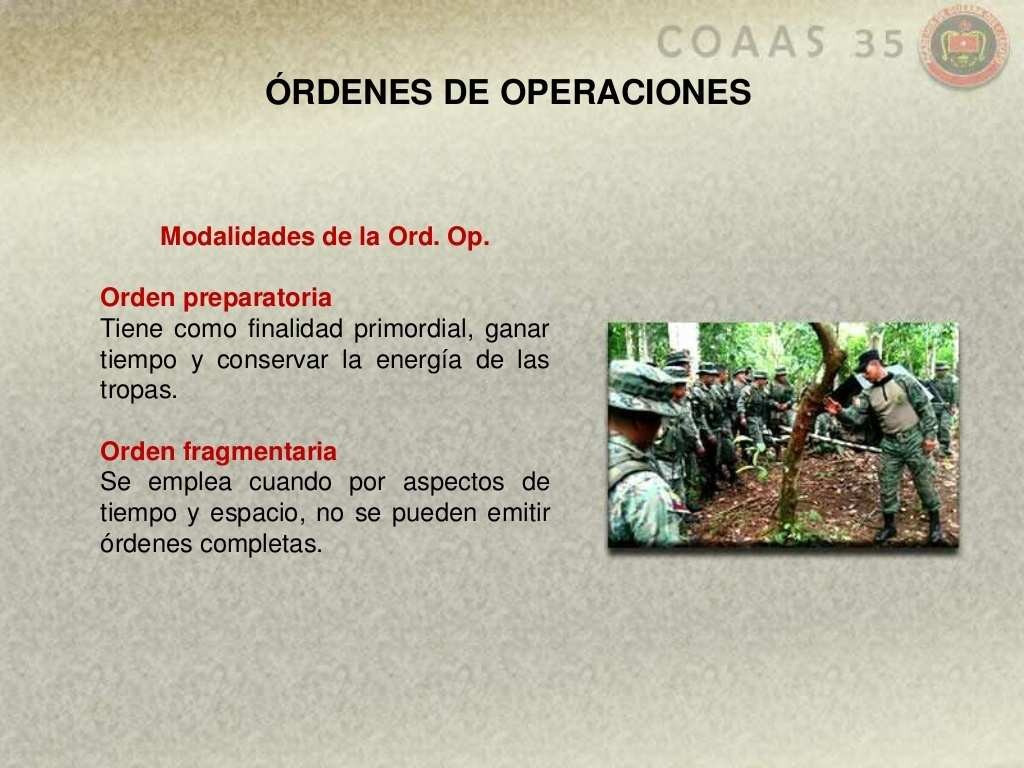 COAAS 35
ÓRDENES DE OPERACIONES
Modalidades de la Ord. Op.
Orden preparatoria
Tiene como finalidad primordial, ganar
tiempo y conservar la energía de las
tropas.
Orden fragmentaria
Se emplea cuando por aspectos de
tiempo y espacio, no se pueden emitir
órdenes completas.